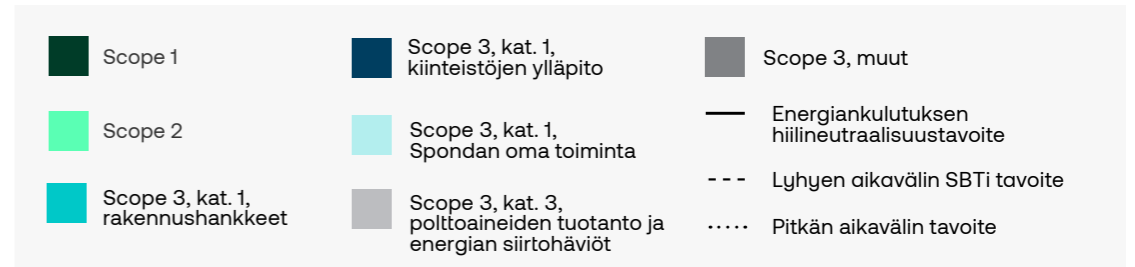 Scope 1
Scope 2
Scope 3, kat. 1,
rakennushankkeet
Scope 3, kat. 1,
kiinteistöjen ylläpito
Scope 3, kat. 1,
Spondan oma toiminta
Scope 3, kat. 3,
polttoaineiden tuotanto ja
energian siirtohäviöt
Scope 3, muut
Energiankulutuksen
hiilineutraalisuustavoite
Lyhyen aikavälin SBTi tavoite
Pitkän aikavälin tavoite